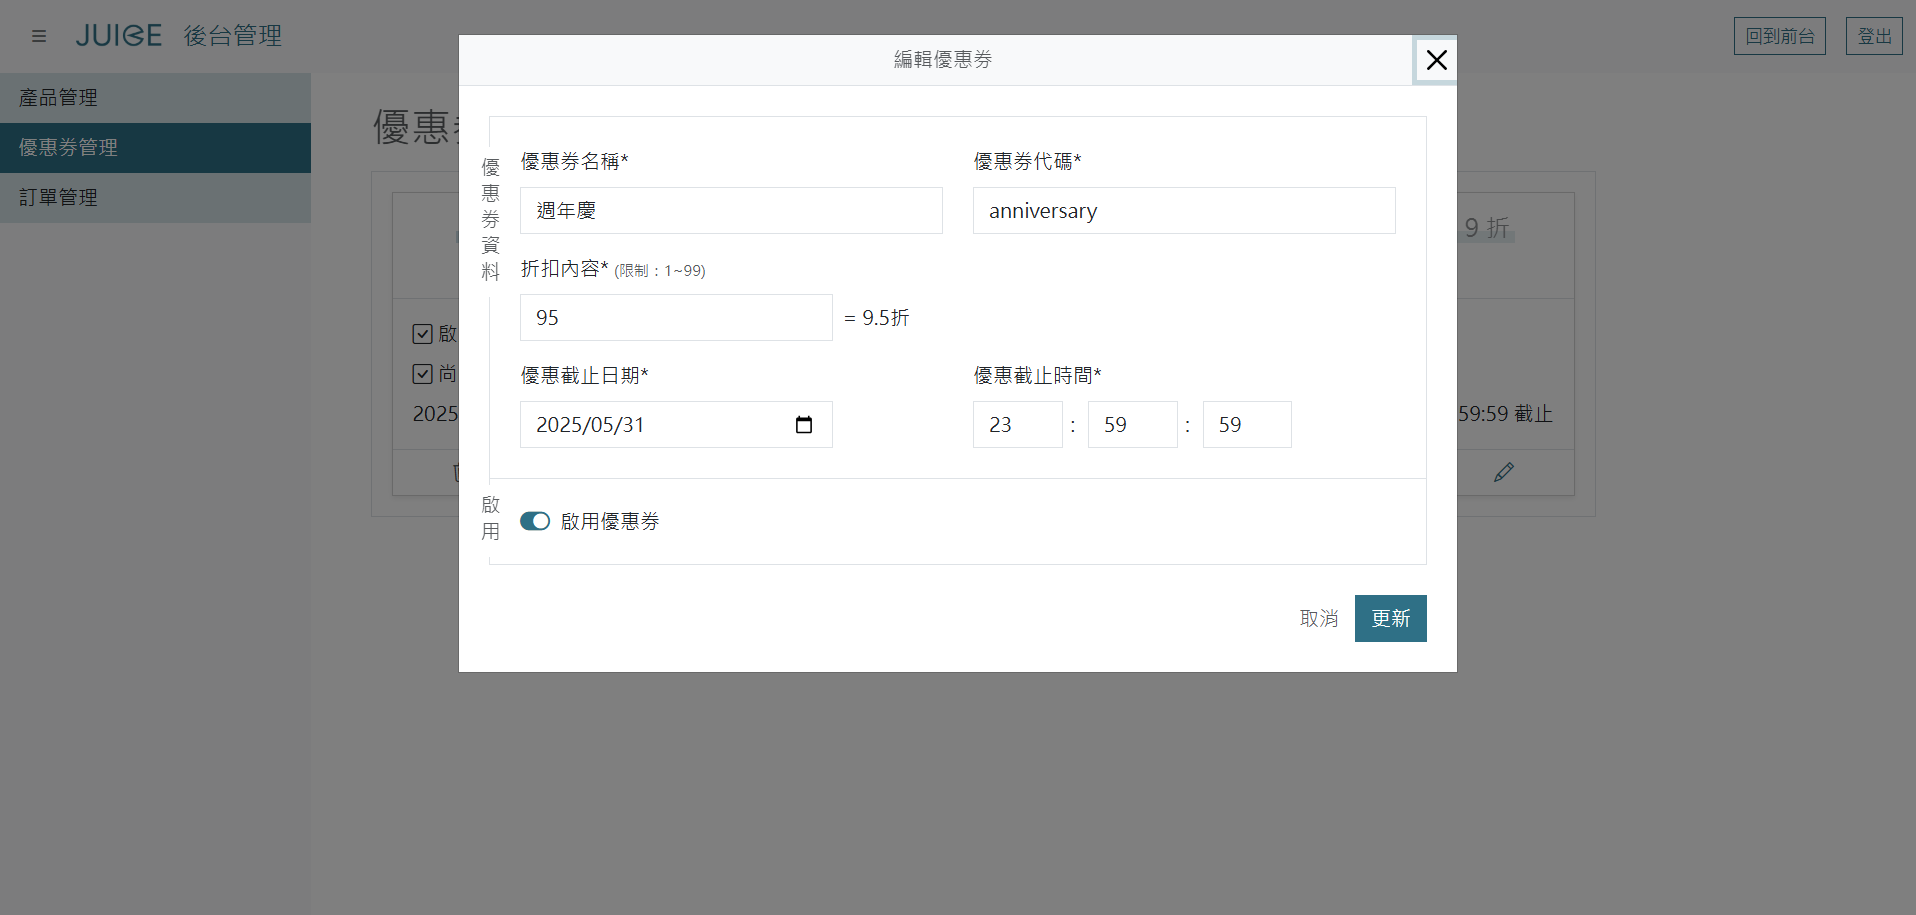 JUICE 後台管理
回到前台
登出
產品管理
優惠券管理
訂單管理
優惠
9 折
啟
尚
2025
59:59 截止
編輯優惠券
優惠券資料
優惠券名稱*
優惠券代碼*
週年慶
anniversary
折扣內容* (限制：1~99)
95
= 9.5折
優惠截止日期*
優惠截止時間*
2025/05/31
23 : 59 : 59
啟用
啟用優惠券
取消
更新